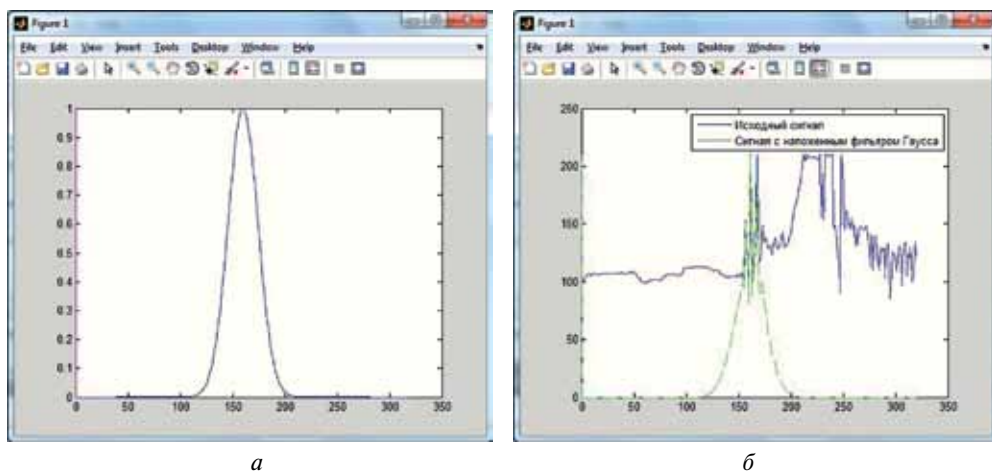 Figure 1
File Edit View Insert Tools Desktop Window Help
1
0.9
0.8
0.7
0.6
0.5
0.4
0.3
0.2
0.1
0
0 50 100 150 200 250 300 350
а
Figure 1
File Edit View Insert Tools Desktop Window Help
250
200
150
100
50
0
0 50 100 150 200 250 300 350
Исходный сигнал
Сигнал с наложенным фильтром Гаусса
б